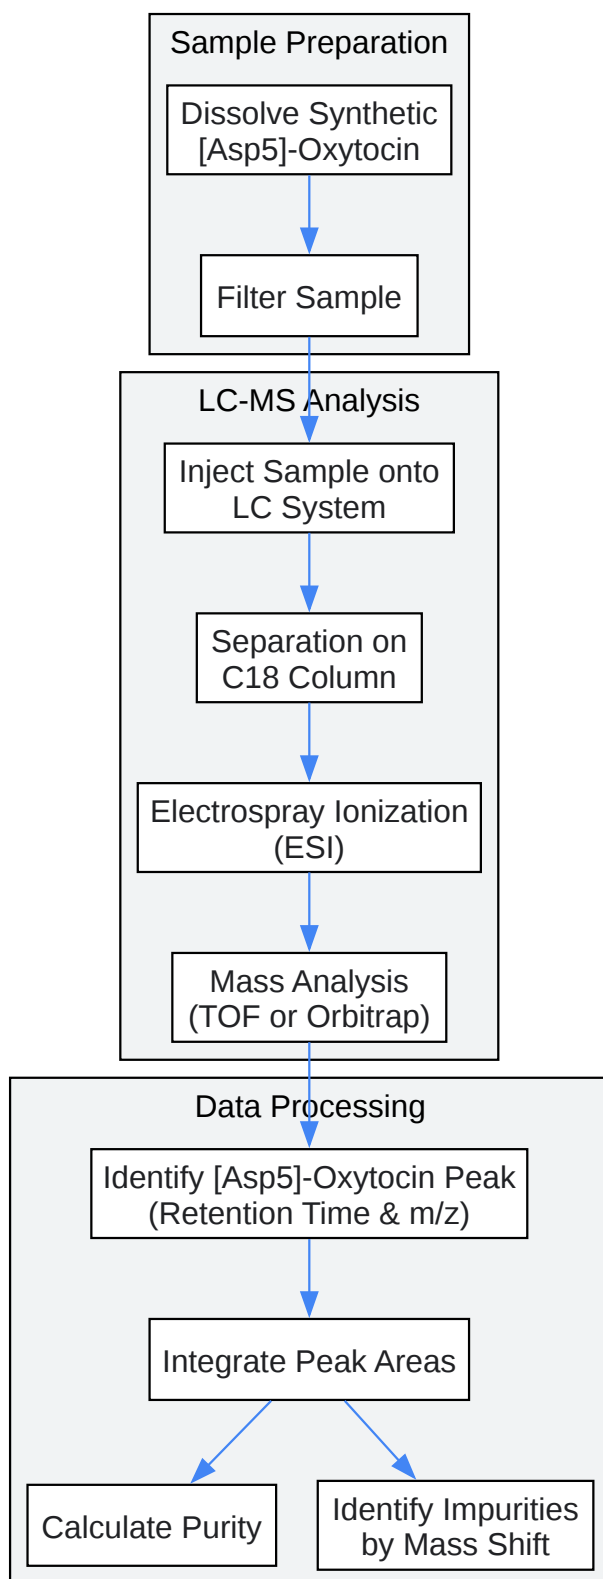 Sample Preparation
Dissolve Synthetic
[Asp5]-Oxytocin
Filter Sample
LC-MS Analysis
Inject Sample onto
LC System
Separation on
C18 Column
Electrospray Ionization
(ESI)
Mass Analysis
(TOF or Orbitrap)
Data Processing
Identify [Asp5]-Oxytocin Peak
(Retention Time & m/z)
Integrate Peak Areas
Calculate Purity
Identify Impurities
by Mass Shift